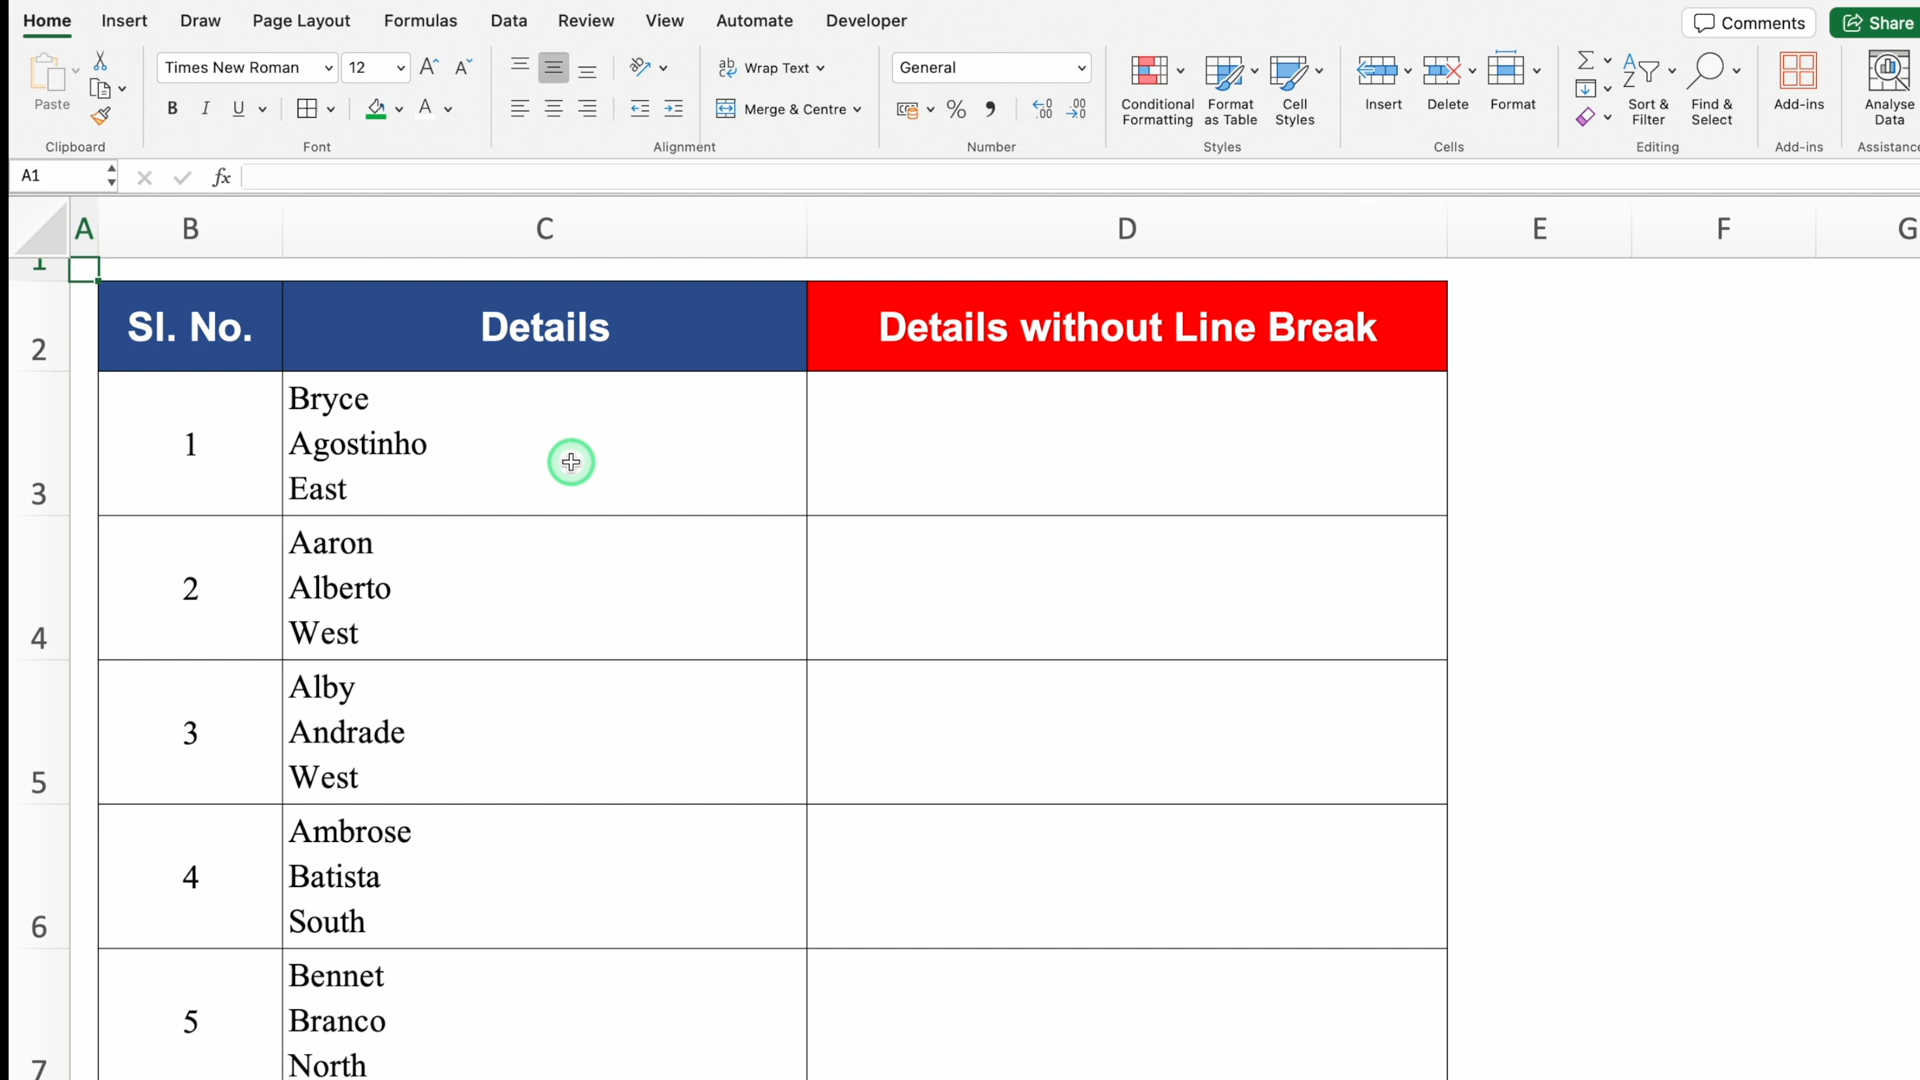 Home Insert Draw Page Layout Formulas Data Review View Automate Developer
Comments Share
Times New Roman 12 Wrap Text General
Paste
B I U A Merge & Centre % Conditional Formatting Format as Table Cell Styles Insert Delete Format Sort & Filter Find & Select Add-ins Analyse Data
Clipboard Font Alignment Number Styles Cells Editing Add-ins Assistance
A1 fx
A B C D E F G
1
2 Sl. No. Details Details without Line Break
Bryce
1 Agostinho
3 East
Aaron
2 Alberto
4 West
Alby
3 Andrade
5 West
Ambrose
4 Batista
6 South
Bennet
5 Branco
7 North